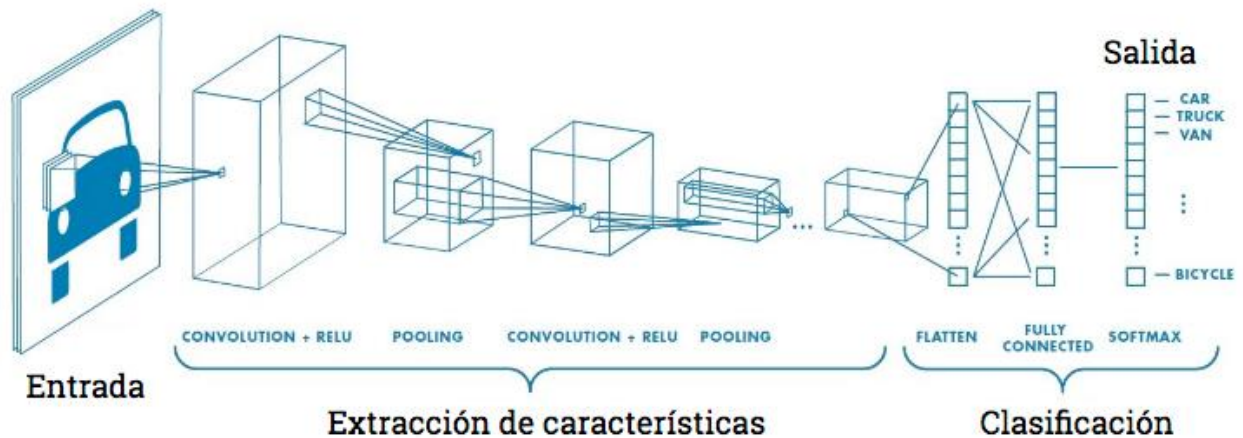 Salida
CAR
TRUCK
VAN
BICYCLE
CONVOLUTION + RELU
POOLING
CONVOLUTION + RELU
POOLING
FLATTEN
FULLY
CONNECTED
SOFTMAX
Entrada
Extracción de características
Clasificación